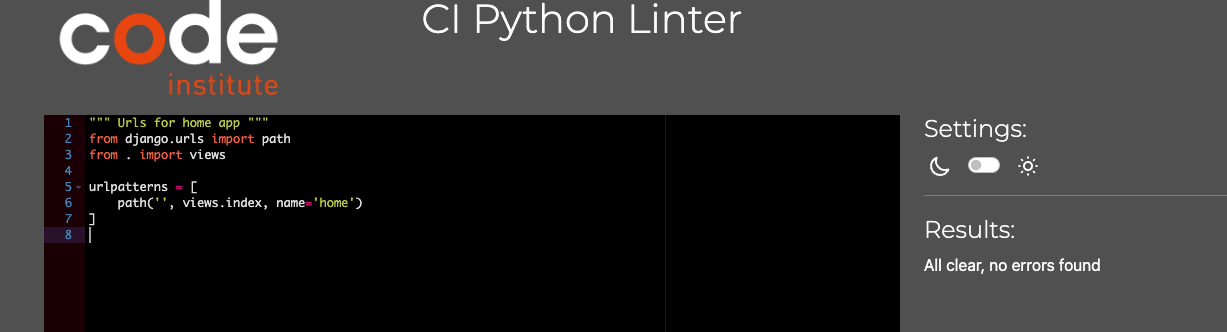 code
institute
CI Python Linter
1 """ Urls for home app """
2 from django.urls import path
3 from . import views
4
5 urlpatterns = [
6     path('', views.index, name='home')
7 ]
8
Settings:
Results:
All clear, no errors found